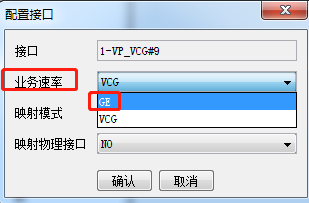 配置接口
接口 1-VP_VCG#9
业务速率 VCG
GE
映射模式 VCG
映射物理接口 NO
确认 取消